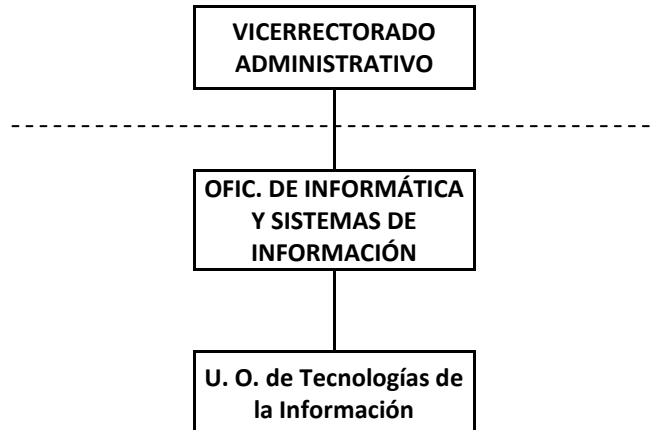 VICERRECTORADO
ADMINISTRATIVO
OFIC. DE INFORMÁTICA
Y SISTEMAS DE
INFORMACIÓN
U. O. de Tecnologías de
la Información